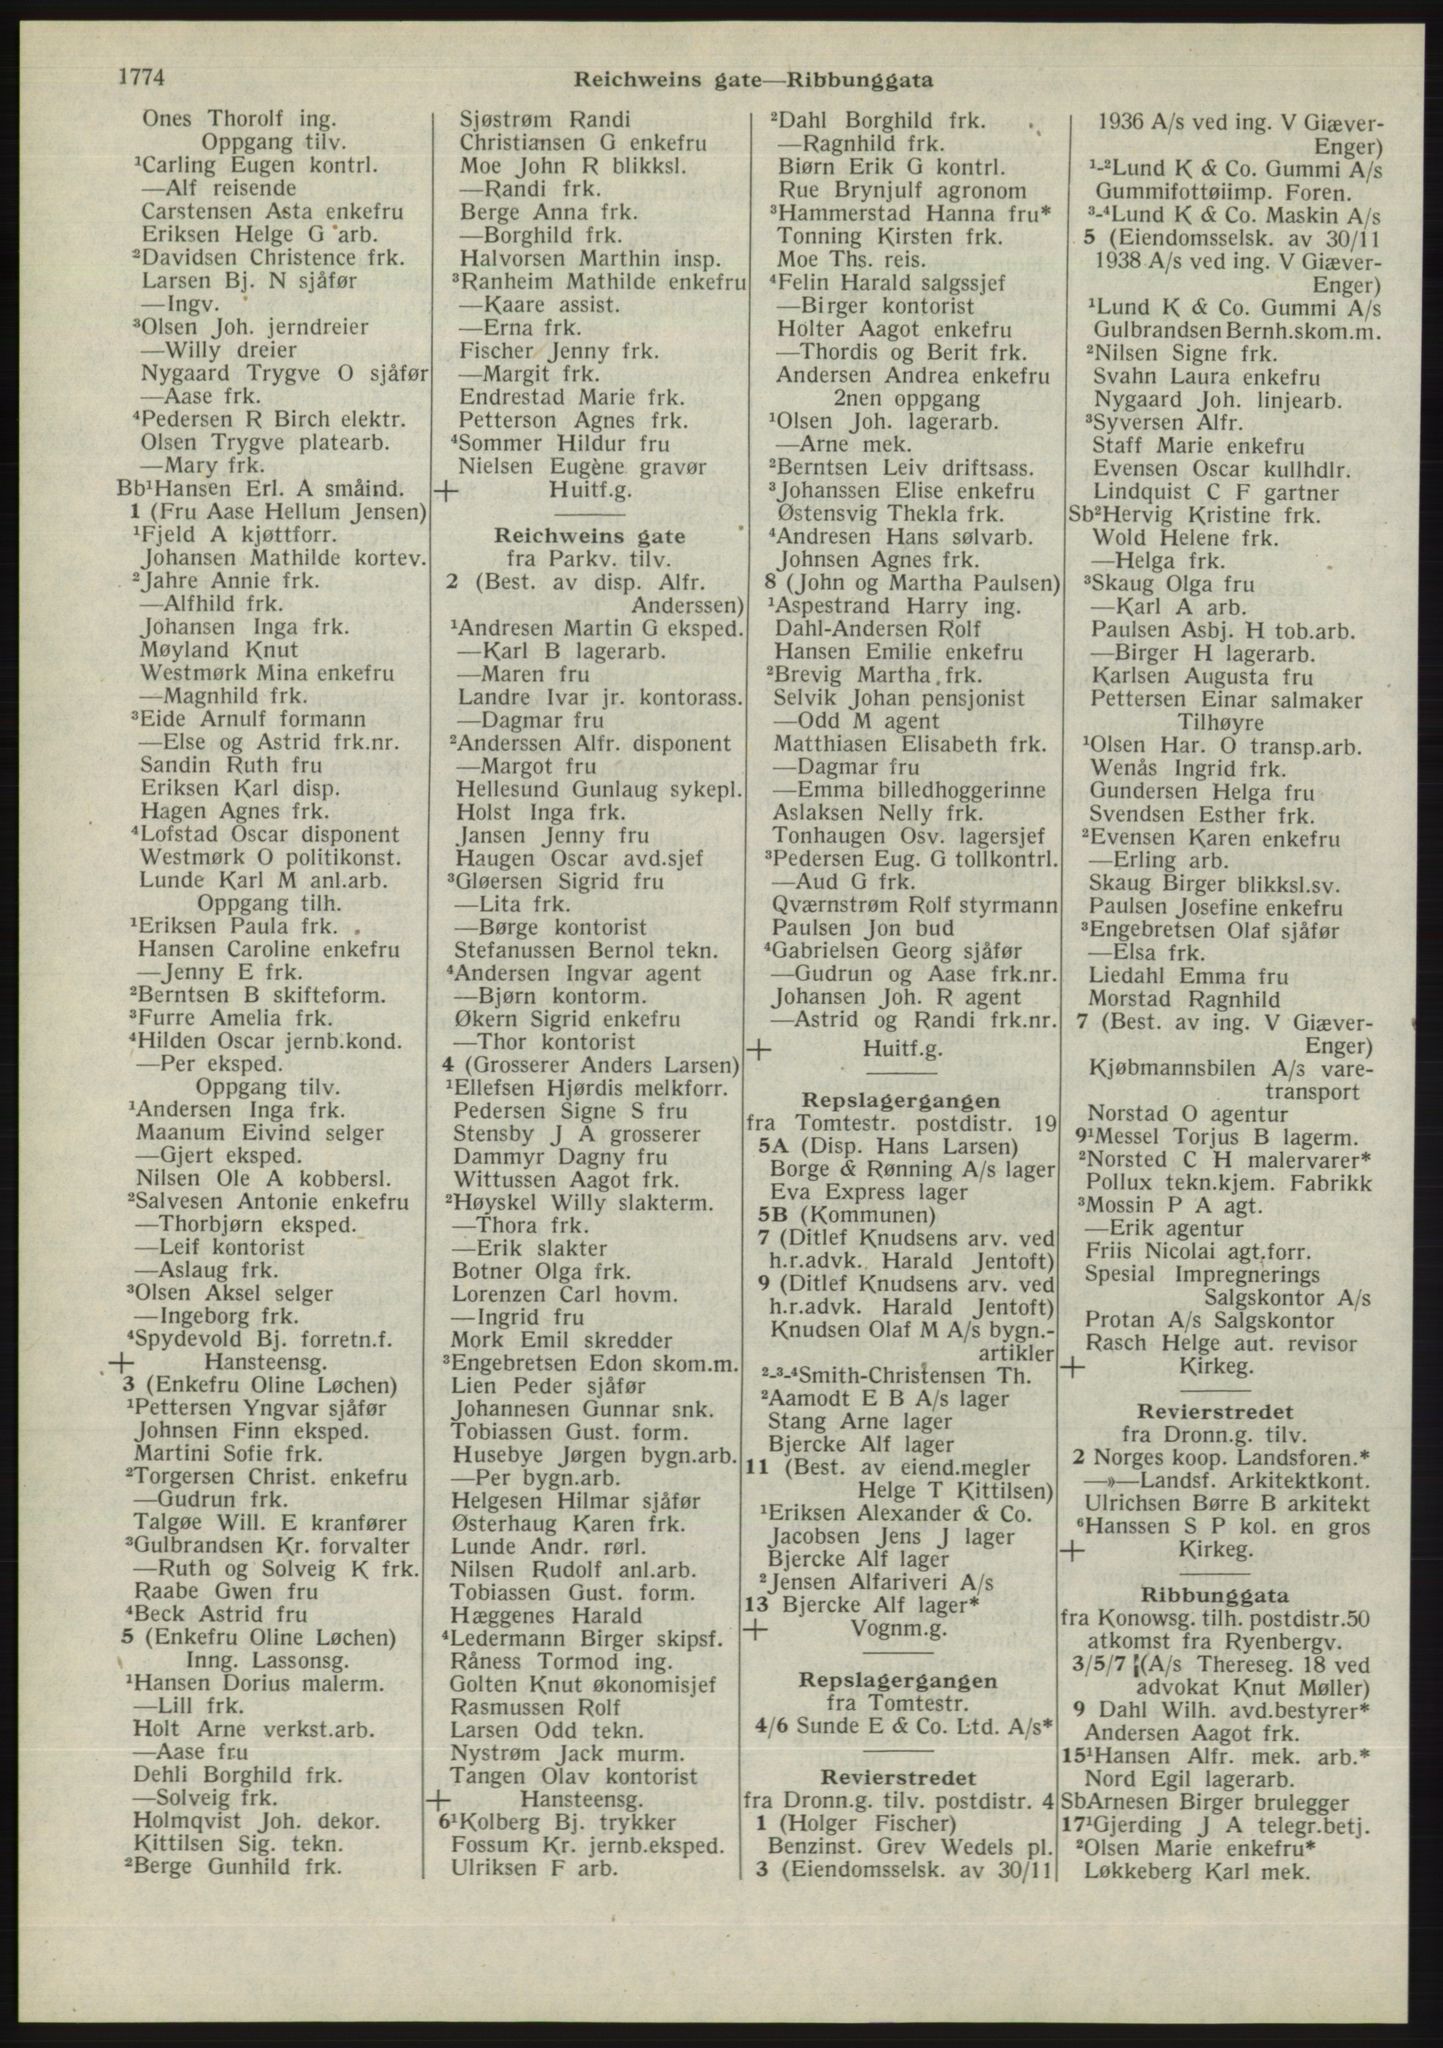 1774
Reichweins gate—Ribbunggata
Ones Thorolf ing.
Oppgang tilv.
¹Carling Eugen kontrl.
—Alf reisende
Carstensen Asta enkefru
Eriksen Helge G arb.
²Davidsen Christence frk.
Larsen Bj. N sjåfør
—Ingv.
³Olsen Joh. jerndreier
—Willy dreier
Nygaard Trygve O sjåfør
—Aase frk.
⁴Pedersen R Birch elektr.
Olsen Trygve platearb.
—Mary frk.
Bb¹Hansen Erl. A småind.
1 (Fru Aase Hellum Jensen)
¹Fjeld A kjøttforr.
Johansen Mathilde kortev.
²Jahre Annie frk.
—Alfhild frk.
Johansen Inga frk.
Møyland Knut
Westmørk Mina enkefru
—Magnhild frk.
³Eide Arnulf formann
—Else og Astrid frk.nr.
Sandin Ruth fru
Eriksen Karl disp.
Hagen Agnes frk.
⁴Lofstad Oscar disponent
Westmørk O politikonst.
Lunde Karl M anl.arb.
Oppgang tilh.
¹Eriksen Paula frk.
Hansen Caroline enkefru
—Jenny E frk.
²Berntsen B skifteform.
³Furre Amelia frk.
⁴Hilden Oscar jernb.kond.
—Per eksped.
Oppgang tilv.
¹Andersen Inga frk.
Maanum Eivind selger
—Gjert eksped.
Nilsen Ole A kobbersl.
²Salvesen Antonie enkefru
—Thorbjørn eksped.
—Leif kontorist
—Aslaug frk.
³Olsen Aksel selger
—Ingeborg frk.
⁴Spydevold Bj. forretn.f.
+ Hansteensg.
3 (Enkefru Oline Løchen)
¹Pettersen Yngvar sjåfør
Johnsen Finn eksped.
Martini Sofie frk.
²Torgersen Christ. enkefru
—Gudrun frk.
Talgøe Will. E kranfører
³Gulbrandsen Kr. forvalter
—Ruth og Solveig K frk.
Raabe Gwen fru
⁴Beck Astrid fru
5 (Enkefru Oline Løchen)
Inng. Lassonsg.
¹Hansen Dorius malerm.
—Lill frk.
Holt Arne verkst.arb.
—Aase fru
Dehli Borghild frk.
—Solveig frk.
Holmqvist Joh. dekor.
Kittilsen Sig. tekn.
²Berge Gunhild frk.
Sjøstrøm Randi
Christiansen G enkefru
Moe John R blikksl.
—Randi frk.
Berge Anna frk.
—Borghild frk.
Halvorsen Marthin insp.
³Ranheim Mathilde enkefru
—Kaare assist.
—Erna frk.
Fischer Jenny frk.
—Margit frk.
Endrestad Marie frk.
Petterson Agnes frk.
⁴Sommer Hildur fru
Nielsen Eugène gravør
+ Huitf.g.
Reichweins gate
fra Parkv. tilv.
2 (Best. av disp. Alfr.
Anderssen)
¹Andresen Martin G eksped.
—Karl B lagerarb.
—Maren fru
Landre Ivar jr. kontorass.
—Dagmar fru
²Anderssen Alfr. disponent
—Margot fru
Hellesund Gunlaug sykepl.
Holst Inga frk.
Jansen Jenny fru
Haugen Oscar avd.sjef
³Gløersen Sigrid fru
—Lita frk.
—Børge kontorist
Stefanussen Bernol tekn.
⁴Andersen Ingvar agent
—Bjørn kontorm.
Økern Sigrid enkefru
—Thor kontorist
4 (Grosserer Anders Larsen)
¹Ellefsen Hjørdis melkforr.
Pedersen Signe S fru
Stensby J A grosserer
Dammyr Dagny fru
Wittussen Aagot frk.
²Høyskel Willy slakterm.
—Thora frk.
—Erik slakter
Botner Olga frk.
Lorenzen Carl hovm.
—Ingrid fru
Mork Emil skredder
³Engebretsen Edon skom.m.
Lien Peder sjåfør
Johannesen Gunnar snk.
Tobiassen Gust. form.
Husebye Jørgen bygn.arb.
—Per bygn.arb.
Helgesen Hilmar sjåfør
Østerhaug Karen frk.
Lunde Andr. rørl.
Nilsen Rudolf anl.arb.
Tobiassen Gust. form.
Hæggenes Harald
⁴Ledermann Birger skipsf.
Råness Tormod ing.
Golten Knut økonomisjef
Rasmussen Rolf
Larsen Odd tekn.
Nystrøm Jack murm.
Tangen Olav kontorist
+ Hansteensg.
6¹Kolberg Bj. trykker
Fossum Kr. jernb.eksped.
Ulriksen F arb.
²Dahl Borghild frk.
—Ragnhild frk.
Biørn Erik G kontrl.
Rue Brynjulf agronom
³Hammerstad Hanna fru*
Tonning Kirsten frk.
Moe Ths. reis.
⁴Felin Harald salgssjef
—Birger kontorist
Holter Aagot enkefru
—Thordis og Berit frk.
Andersen Andrea enkefru
2nen oppgang
¹Olsen Joh. lagerarb.
—Arne mek.
²Berntsen Leiv driftsass.
³Johanssen Elise enkefru
Østensvig Thekla frk.
⁴Andresen Hans sølvarb.
Johnsen Agnes frk.
8 (John og Martha Paulsen)
¹Aspestrand Harry ing.
Dahl-Andersen Rolf
Hansen Emilie enkefru
²Brevig Martha frk.
Selvik Johan pensjonist
—Odd M agent
Matthiasen Elisabeth frk.
—Dagmar fru
—Emma billedhoggerinne
Aslaksen Nelly frk.
Tonhaugen Osv. lagersjef
³Pedersen Eug. G tollkontrl.
—Aud G frk.
Qværnstrøm Rolf styrmann
Paulsen Jon bud
⁴Gabrielsen Georg sjåfør
—Gudrun og Aase frk.nr.
Johansen Joh. R agent
—Astrid og Randi frk.nr.
+ Huitf.g.
Repslagergangen
fra Tomtestr. postdistr. 19
5A (Disp. Hans Larsen)
Borge & Rønning A/s lager
Eva Express lager
5B (Kommunen)
7 (Ditlef Knudsens arv. ved
h.r.advk. Harald Jentoft)
9 (Ditlef Knudsens arv. ved
h.r.advk. Harald Jentoft)
Knudsen Olaf M A/s bygn.-
artikler
²-³-⁴Smith-Christensen Th.
²Aamodt E B A/s lager
Stang Arne lager
Bjercke Alf lager
11 (Best. av eiend.megler
Helge T Kittilsen)
¹Eriksen Alexander & Co.
Jacobsen Jens J lager
Bjercke Alf lager
²Jensen Alfariveri A/s
13 Bjercke Alf lager*
+ Vognm.g.
Repslagergangen
fra Tomtestr.
4/6 Sunde E & Co. Ltd. A/s*
Revierstredet
fra Dronn.g. tilv. postdistr. 4
1 (Holger Fischer)
Benzinst. Grev Wedels pl.
3 (Eiendomsselsk. av 30/11
1936 A/s ved ing. V Giæver-
Enger)
¹-²Lund K & Co. Gummi A/s
Gummifottøiimp. Foren.
³-⁴Lund K & Co. Maskin A/s
5 (Eiendomsselsk. av 30/11
1938 A/s ved ing. V Giæver-
Enger)
¹Lund K & Co. Gummi A/s
Gulbrandsen Bernh.skom.m.
²Nilsen Signe frk.
Svahn Laura enkefru
Nygaard Joh. linjearb.
³Syversen Alfr.
Staff Marie enkefru
Evensen Oscar kullhdlr.
Lindquist C F gartner
Sb²Hervig Kristine frk.
Wold Helene frk.
—Helga frk.
³Skaug Olga fru
—Karl A arb.
Paulsen Asbj. H tob.arb.
—Birger H lagerarb.
Karlsen Augusta fru
Pettersen Einar salmaker
Tilhøyre
¹Olsen Har. O transp.arb.
Wenås Ingrid frk.
Gundersen Helga fru
Svendsen Esther frk.
²Evensen Karen enkefru
—Erling arb.
Skaug Birger blikksl.sv.
Paulsen Josefine enkefru
³Engebretsen Olaf sjåfør
—Elsa frk.
Liedahl Emma fru
Morstad Ragnhild
7 (Best. av ing. V Giæver-
Enger)
Kjøbmannsbilen A/s vare-
transport
Norstad O agentur
9¹Messel Torjus B lagerm.
²Norsted C H malervarer*
Pollux tekn.kjem. Fabrikk
³Mossin P A agt.
—Erik agentur
Friis Nicolai agt.forr.
Spesial Impregnerings
Salgskontor A/s
Protan A/s Salgskontor
Rasch Helge aut. revisor
+ Kirkeg.
Revierstredet
fra Dronn.g. tilv.
2 Norges koop. Landsforen.*
—»—Landsf. Arkitektkont.
Ulrichsen Børre B arkitekt
⁶Hanssen S P kol. en gros
+ Kirkeg.
Ribbunggata
fra Konowsg. tilh. postdistr.50
atkomst fra Ryenbergv.
3/5/7 (A/s Thereseg. 18 ved
advokat Knut Møller)
9 Dahl Wilh. avd.bestyrer*
Andersen Aagot frk.
15¹Hansen Alfr. mek. arb.*
Nord Egil lagerarb.
SbArnesen Birger brulegger
17¹Gjerding J A telegr.betj.
²Olsen Marie enkefru*
Løkkeberg Karl mek.